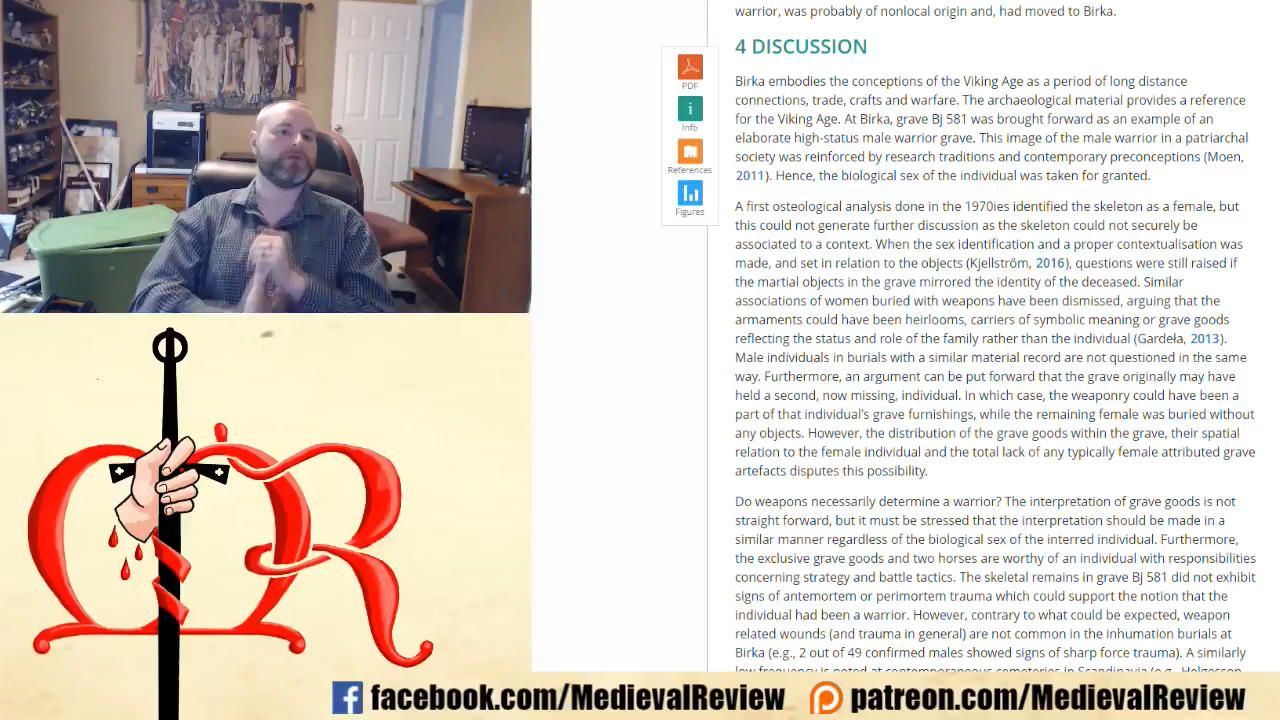 warrior, was probably of nonlocal origin and, had moved to Birka.
4 DISCUSSION
Birka embodies the conceptions of the Viking Age as a period of long distance
connections, trade, crafts and warfare. The archaeological material provides a reference
for the Viking Age. At Birka, grave Bj 581 was brought forward as an example of an
elaborate high-status male warrior grave. This image of the male warrior in a patriarchal
society was reinforced by research traditions and contemporary preconceptions (Moen,
2011). Hence, the biological sex of the individual was taken for granted.
A first osteological analysis done in the 1970ies identified the skeleton as a female, but
this could not generate further discussion as the skeleton could not securely be
associated to a context. When the sex identification and a proper contextualisation was
made, and set in relation to the objects (Kjellström, 2016), questions were still raised if
the martial objects in the grave mirrored the identity of the deceased. Similar
associations of women buried with weapons have been dismissed, arguing that the
armaments could have been heirlooms, carriers of symbolic meaning or grave goods
reflecting the status and role of the family rather than the individual (Gardeła, 2013).
Male individuals in burials with a similar material record are not questioned in the same
way. Furthermore, an argument can be put forward that the grave originally may have
held a second, now missing, individual. In which case, the weaponry could have been a
part of that individual's grave furnishings, while the remaining female was buried without
any objects. However, the distribution of the grave goods within the grave, their spatial
relation to the female individual and the total lack of any typically female attributed grave
artefacts disputes this possibility.
Do weapons necessarily determine a warrior? The interpretation of grave goods is not
straight forward, but it must be stressed that the interpretation should be made in a
similar manner regardless of the biological sex of the interred individual. Furthermore,
the exclusive grave goods and two horses are worthy of an individual with responsibilities
concerning strategy and battle tactics. The skeletal remains in grave Bj 581 did not exhibit
signs of antemortem or perimortem trauma which could support the notion that the
individual had been a warrior. However, contrary to what could be expected, weapon
related wounds (and trauma in general) are not common in the inhumation burials at
Birka (e.g., 2 out of 49 confirmed males showed signs of sharp force trauma). A similarly
low frequency is noted at contemporaneous cemeteries in Scandinavia (e.g., Helgesson
PDF
i
Info
References
Figures
MR
facebook.com/MedievalReview
patreon.com/MedievalReview